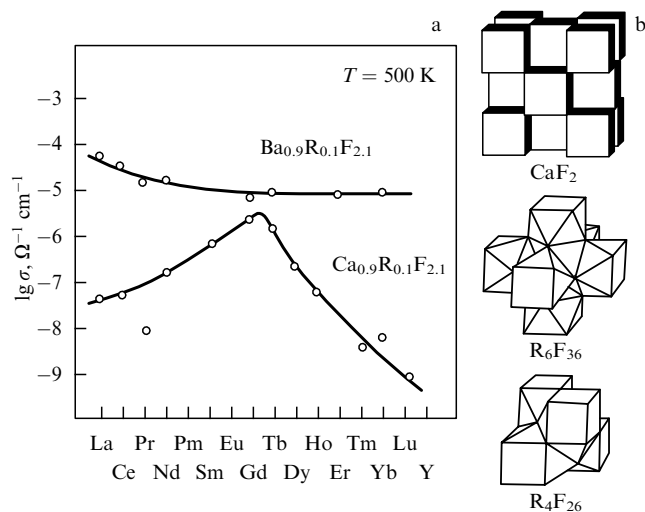 a
b
T = 500 K
−3
−4
−5
−6
−7
−8
−9
lg σ, Ω⁻¹ cm⁻¹
Ba₀.₉R₀.₁F₂.₁
Ca₀.₉R₀.₁F₂.₁
La Pr Pm Eu Tb Ho Tm Lu
Ce Nd Sm Gd Dy Er Yb Y
CaF₂
R₆F₃₆
R₄F₂₆